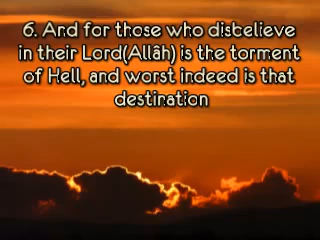 6. And for those who disbelieve
in their Lord(Allâh) is the torment
of Hell, and worst indeed is that
destination